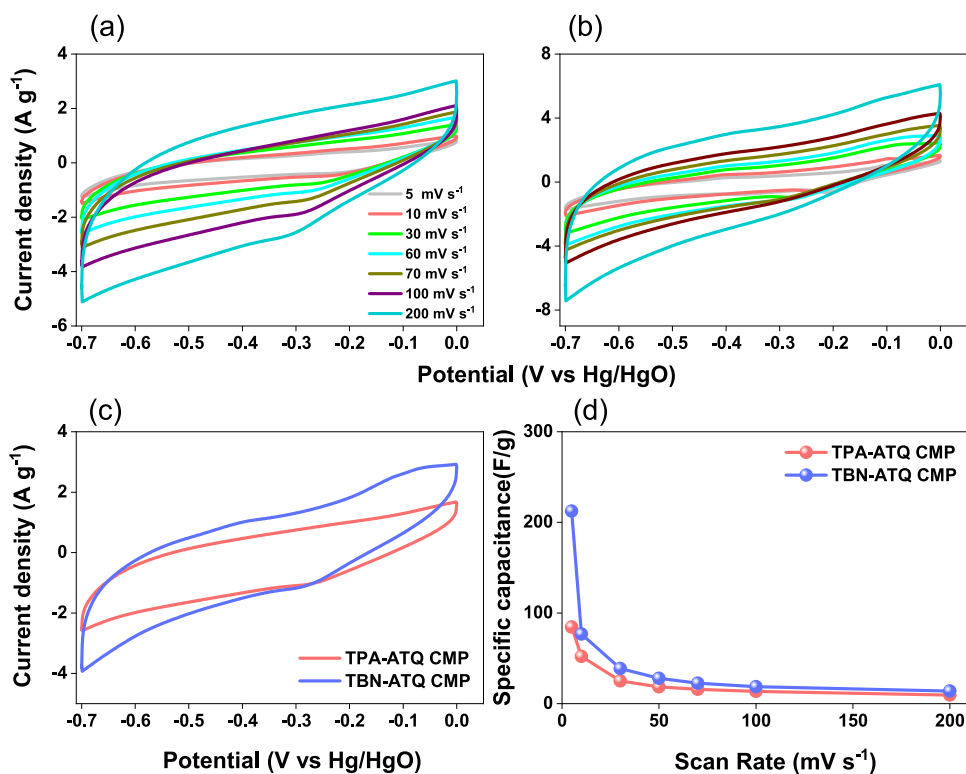 (a)
(b)
Current density (A g⁻¹)
4
2
0
-2
-4
-6
-0.7 -0.6 -0.5 -0.4 -0.3 -0.2 -0.1 0.0
5 mV s⁻¹
10 mV s⁻¹
30 mV s⁻¹
60 mV s⁻¹
70 mV s⁻¹
100 mV s⁻¹
200 mV s⁻¹
8
4
0
-4
-8
-0.7 -0.6 -0.5 -0.4 -0.3 -0.2 -0.1 0.0
Potential (V vs Hg/HgO)
(c)
(d)
Current density (A g⁻¹)
4
2
0
-2
-4
-0.7 -0.6 -0.5 -0.4 -0.3 -0.2 -0.1 0.0
TPA-ATQ CMP
TBN-ATQ CMP
Potential (V vs Hg/HgO)
Specific capacitance(F/g)
300
200
100
0
0 50 100 150 200
TPA-ATQ CMP
TBN-ATQ CMP
Scan Rate (mV s⁻¹)